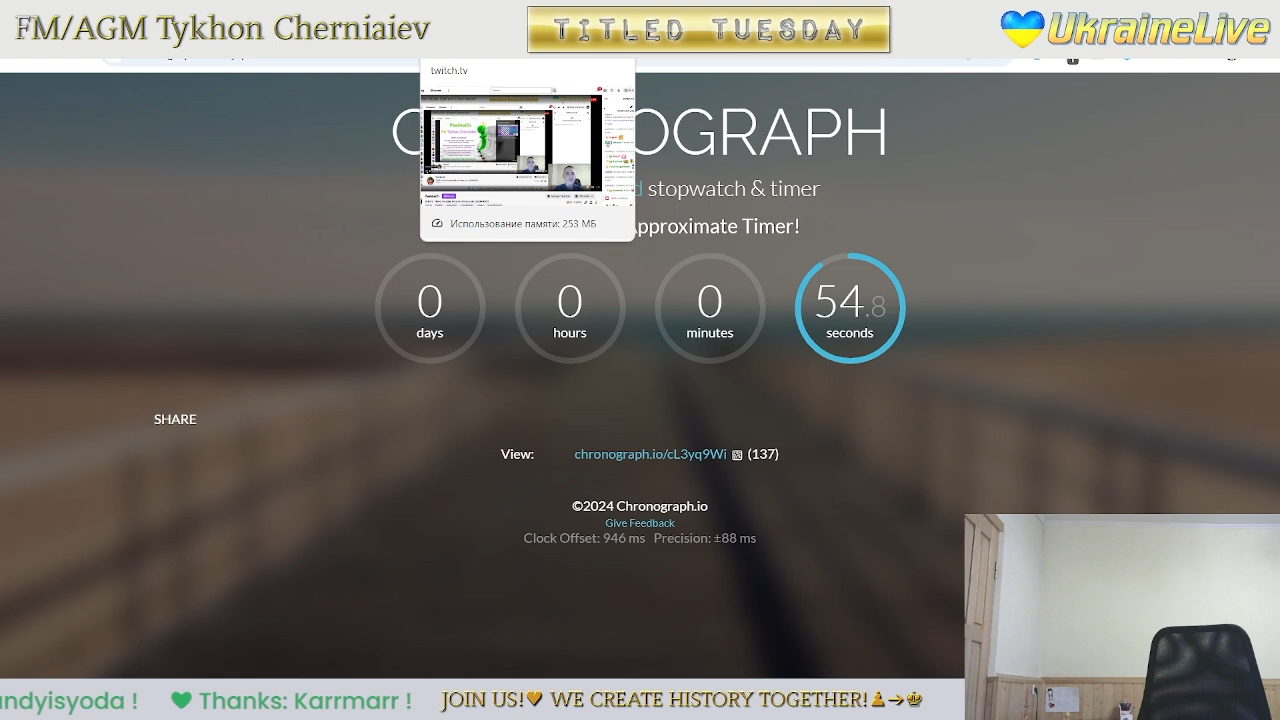 FM/AGM Tykhon Cherniaiev
TITLED TUESDAY
UkraineLive
twitch.tv
Использование памяти: 253 МБ
OGRAPH
stopwatch & timer
pproximate Timer!
0
days
0
hours
0
minutes
54.8
seconds
SHARE
View: chronograph.io/cL3yq9Wi (137)
©2024 Chronograph.io
Give Feedback
Clock Offset: 946 ms Precision: ±88 ms
andyisyoda ! 💚 Thanks: Karrmarr !
JOIN US!🧡 WE CREATE HISTORY TOGETHER!♟→♚